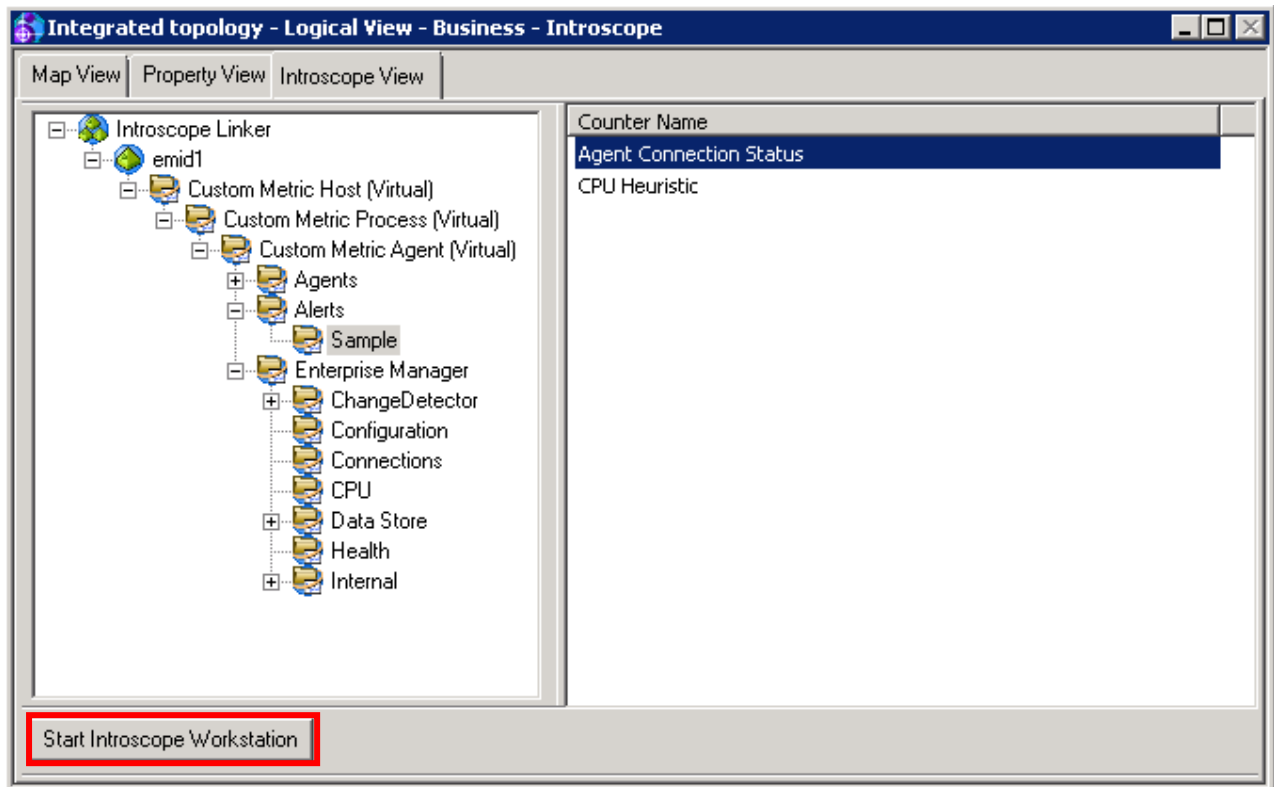 Integrated topology - Logical View - Business - Introscope
Map View Property View Introscope View
Introscope Linker
emid1
Custom Metric Host (Virtual)
Custom Metric Process (Virtual)
Custom Metric Agent (Virtual)
Agents
Alerts
Sample
Enterprise Manager
ChangeDetector
Configuration
Connections
CPU
Data Store
Health
Internal
Counter Name
Agent Connection Status
CPU Heuristic
Start Introscope Workstation